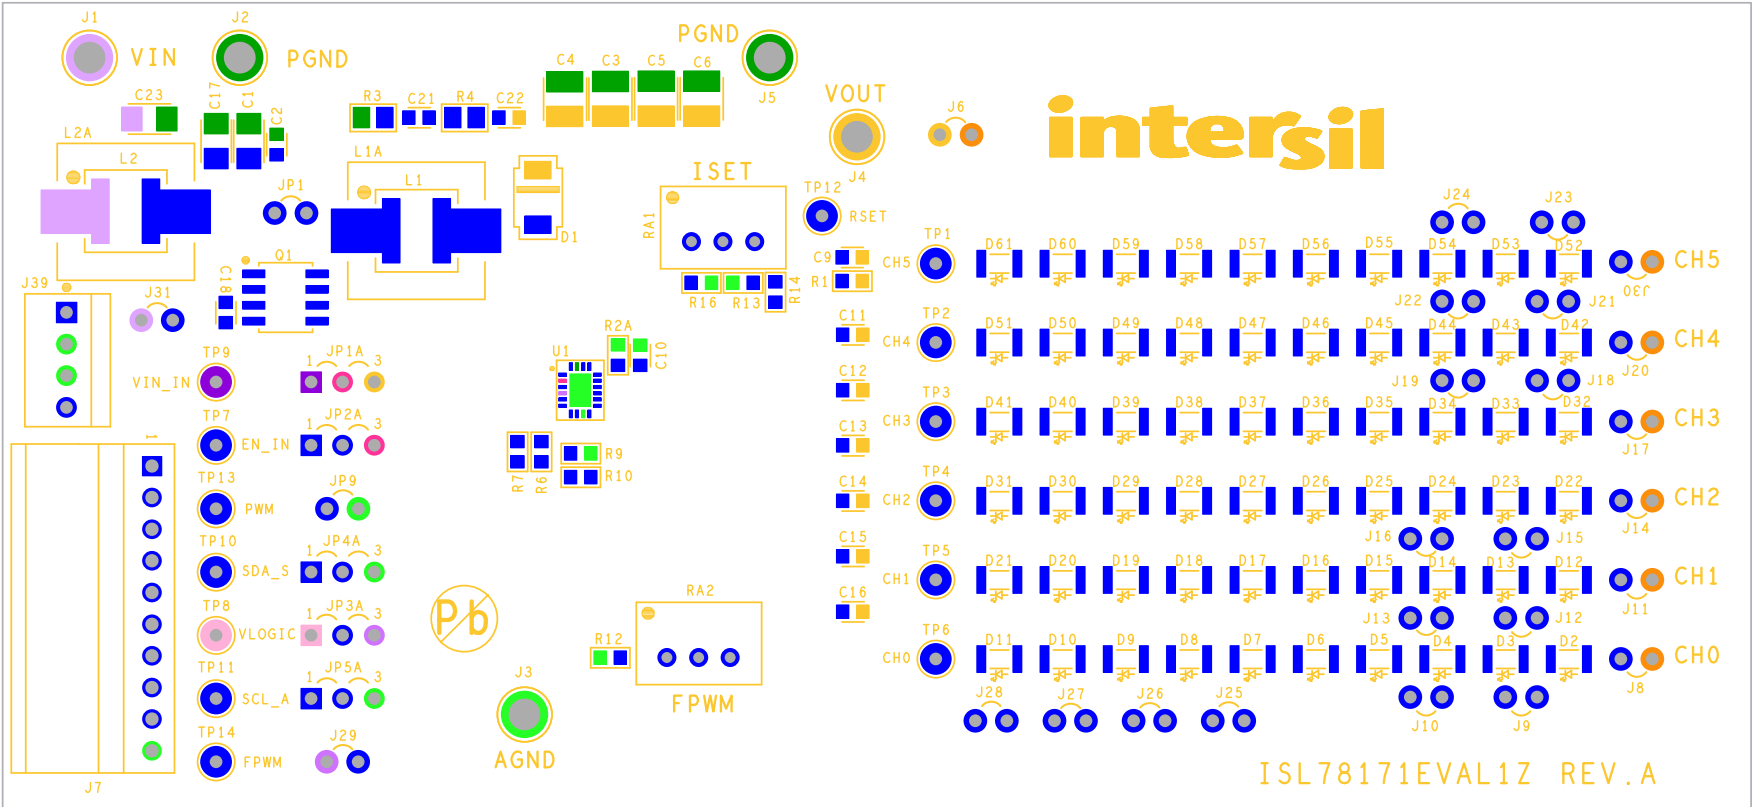 J1
J2
VIN
PGND
PGND
J5
C4
C3
C5
C6
VOUT
J4
J6
intersil
C23
C17
C1
C2
R3
C21
R4
C22
L2A
L2
L1A
L1
JP1
D1
ISET
RA1
TP12
RSET
J24
J23
Q1
C18
J39
J31
R16
R13
R14
C9
R1
TP1
CH5
D61
D60
D59
D58
D57
D56
D55
D54
D53
D52
CH5
J30
J22
J21
TP9
VIN_IN
1
JP1A
3
U1
R2A
C10
C11
TP2
CH4
D51
D50
D49
D48
D47
D46
D45
D44
D43
D42
CH4
J20
J19
J18
TP7
EN_IN
1
JP2A
3
C12
C13
TP3
CH3
D41
D40
D39
D38
D37
D36
D35
D34
D33
D32
CH3
J17
1
R7
R6
R9
R10
TP13
PWM
JP9
C14
TP4
CH2
D31
D30
D29
D28
D27
D26
D25
D24
D23
D22
CH2
J14
J16
J15
TP10
SDA_S
1
JP4A
3
C15
TP5
CH1
D21
D20
D19
D18
D17
D16
D15
D14
D13
D12
CH1
J11
J13
J12
TP8
VLOGIC
1
JP3A
3
Pb
RA2
R12
FPWM
C16
TP6
CH0
D11
D10
D9
D8
D7
D6
D5
D4
D3
D2
CH0
J8
TP11
SCL_A
1
JP5A
3
J3
AGND
J28
J27
J26
J25
J10
J9
TP14
FPWM
J29
J7
ISL78171EVAL1Z REV.A